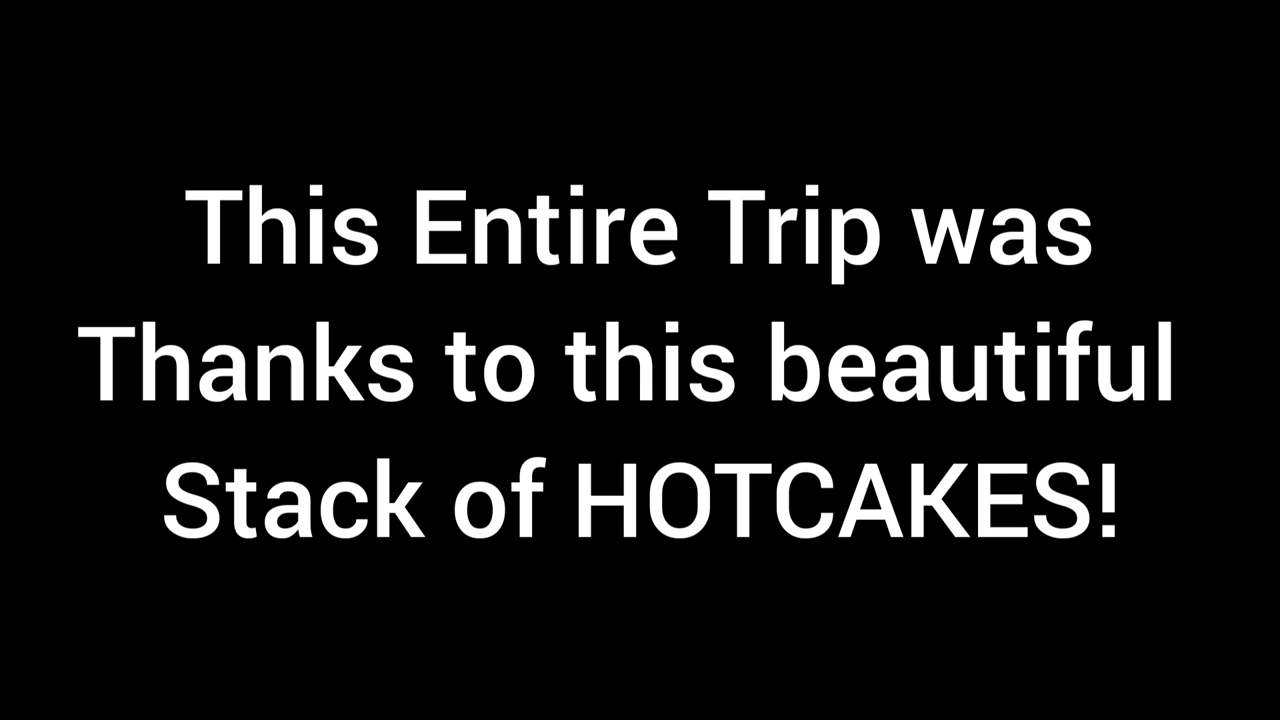 This Entire Trip was
Thanks to this beautiful
Stack of HOTCAKES!